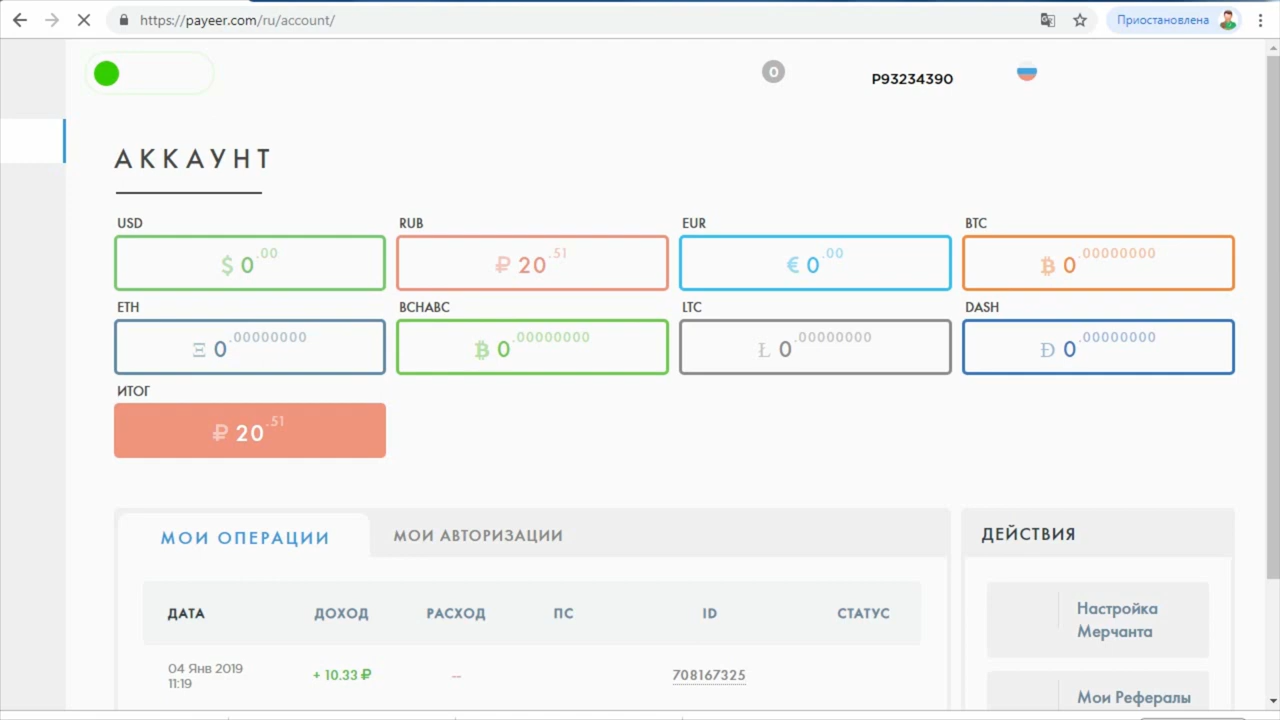 https://payeer.com/ru/account/
Приостановлена
0
P93234390
АККАУНТ
USD
RUB
EUR
BTC
$ 0.00
₽ 20.51
€ 0.00
₿ 0.00000000
ETH
BCHABC
LTC
DASH
Ξ 0.00000000
₿ 0.00000000
Ł 0.00000000
Đ 0.00000000
ИТОГ
₽ 20.51
МОИ ОПЕРАЦИИ
МОИ АВТОРИЗАЦИИ
ДЕЙСТВИЯ
ДАТА
ДОХОД
РАСХОД
ПС
ID
СТАТУС
04 Янв 2019
11:19
+ 10.33 ₽
--
708167325
Настройка
Мерчанта
Мои Рефералы